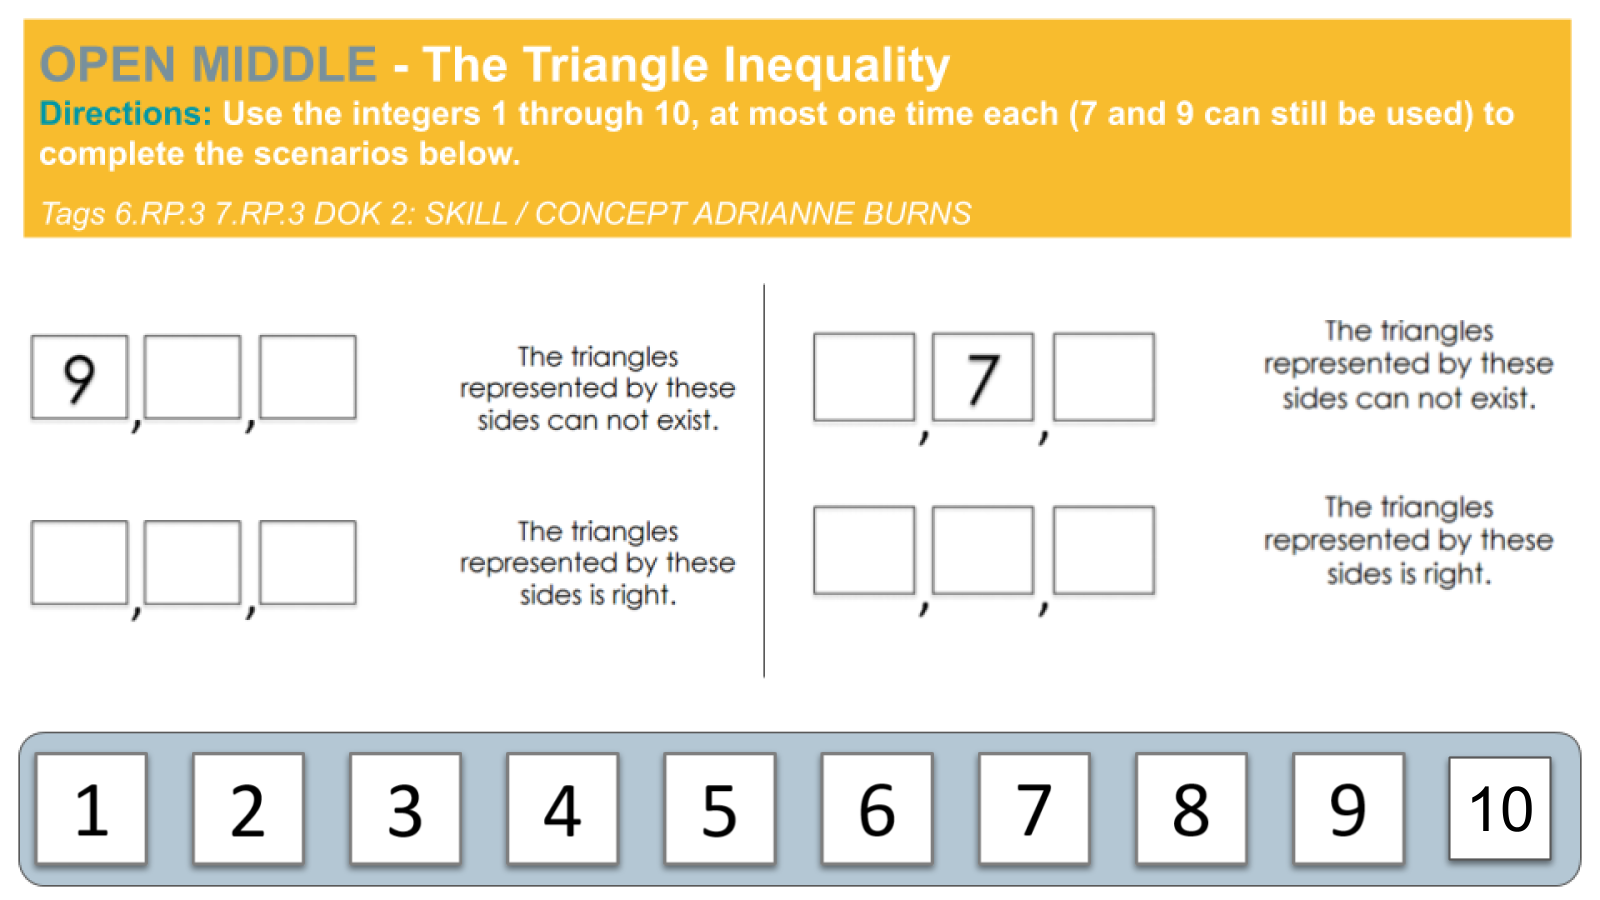 OPEN MIDDLE - The Triangle Inequality
Directions: Use the integers 1 through 10, at most one time each (7 and 9 can still be used) to
complete the scenarios below.
Tags 6.RP.3 7.RP.3 DOK 2: SKILL / CONCEPT ADRIANNE BURNS
9 , ,
The triangles
represented by these
sides can not exist.
, ,
The triangles
represented by these
sides is right.
, 7 ,
The triangles
represented by these
sides can not exist.
, ,
The triangles
represented by these
sides is right.
1 2 3 4 5 6 7 8 9 10